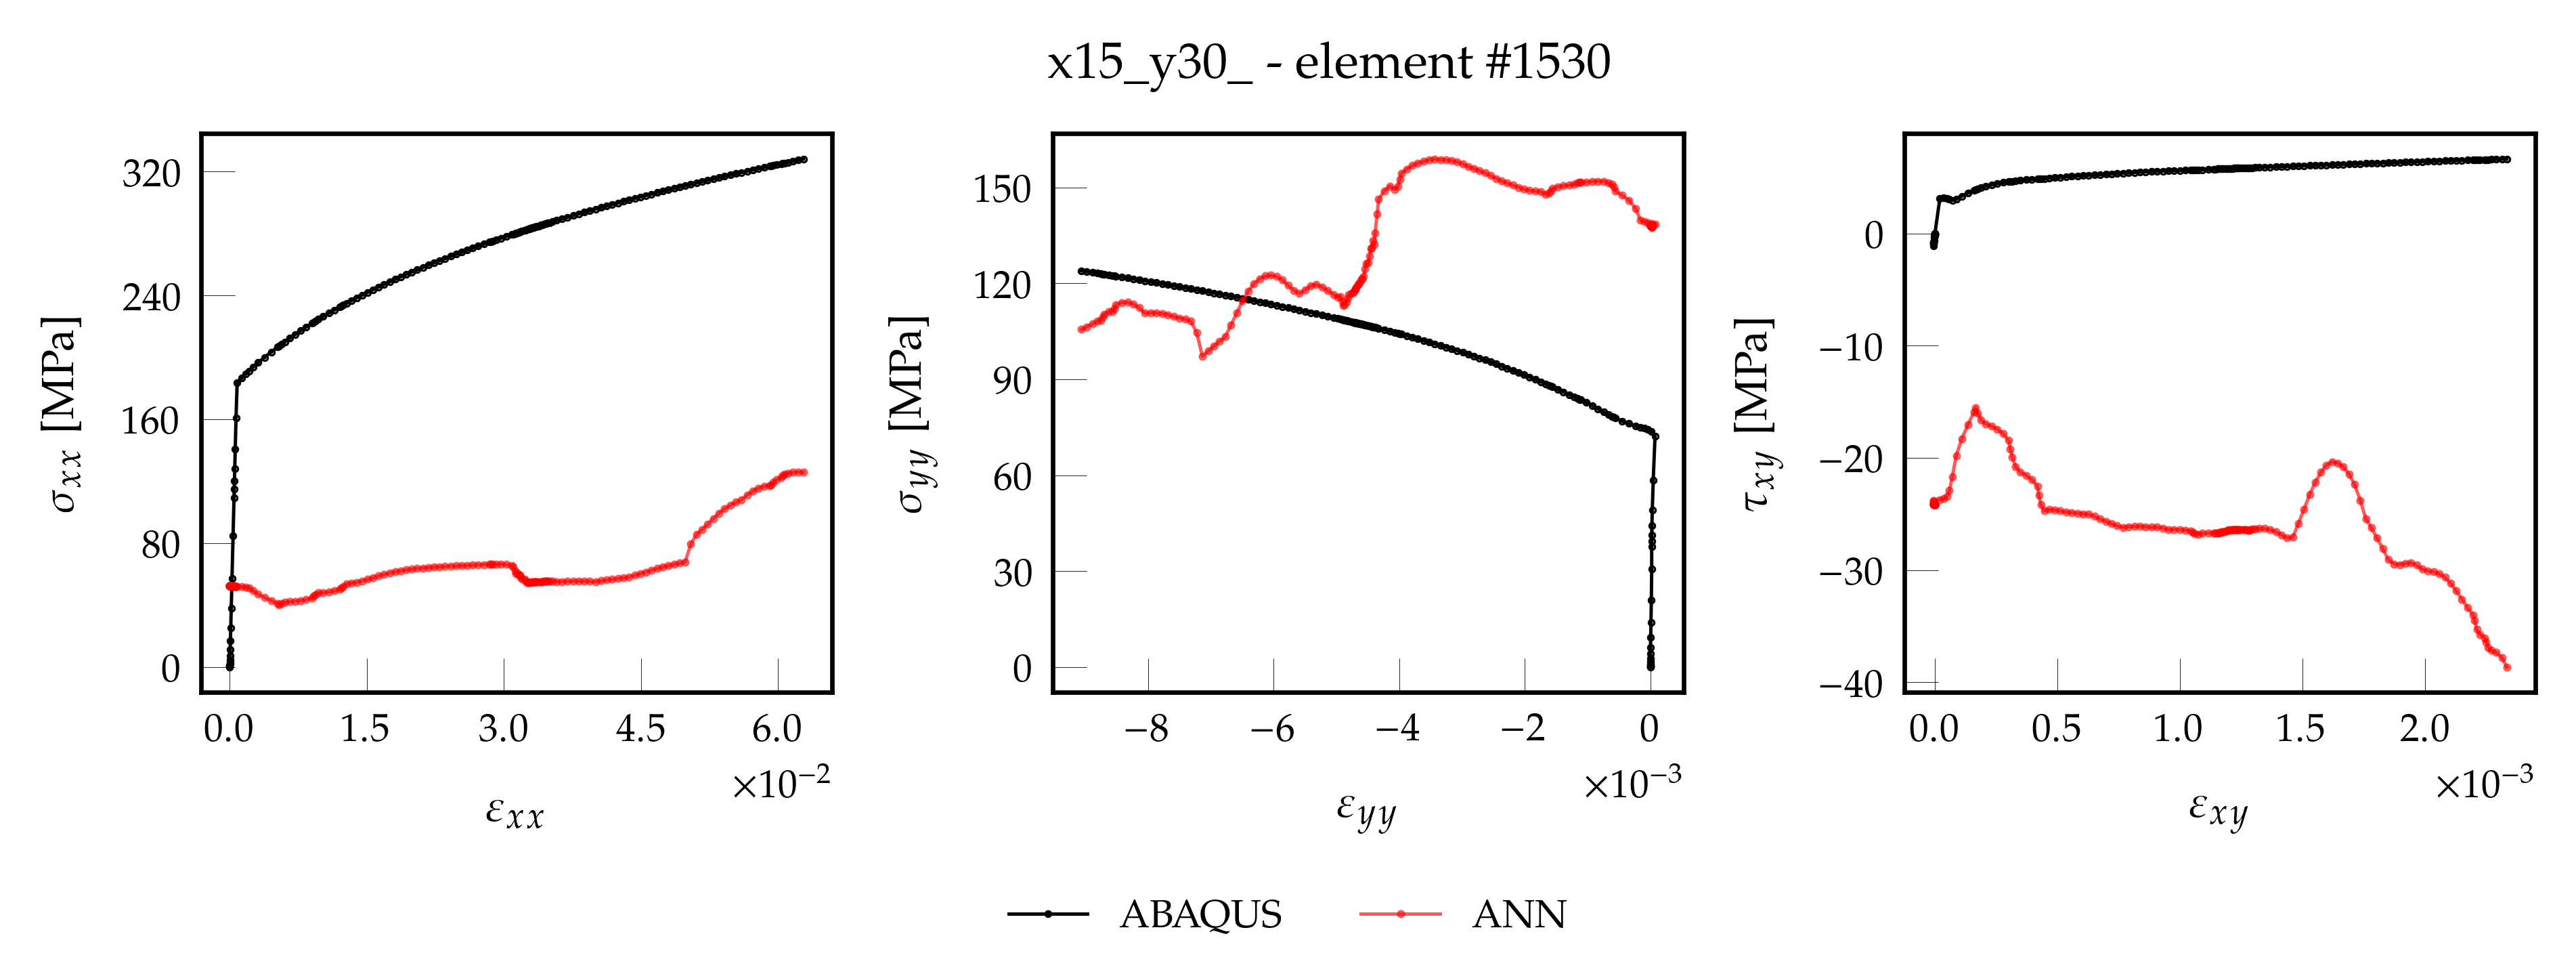 x15_y30_ - element #1530
σxx [MPa]
320
240
160
80
0
0.0 1.5 3.0 4.5 6.0
×10−2
εxx
σyy [MPa]
150
120
90
60
30
0
−8 −6 −4 −2 0
×10−3
εyy
τxy [MPa]
0
−10
−20
−30
−40
0.0 0.5 1.0 1.5 2.0
×10−3
εxy
ABAQUS ANN